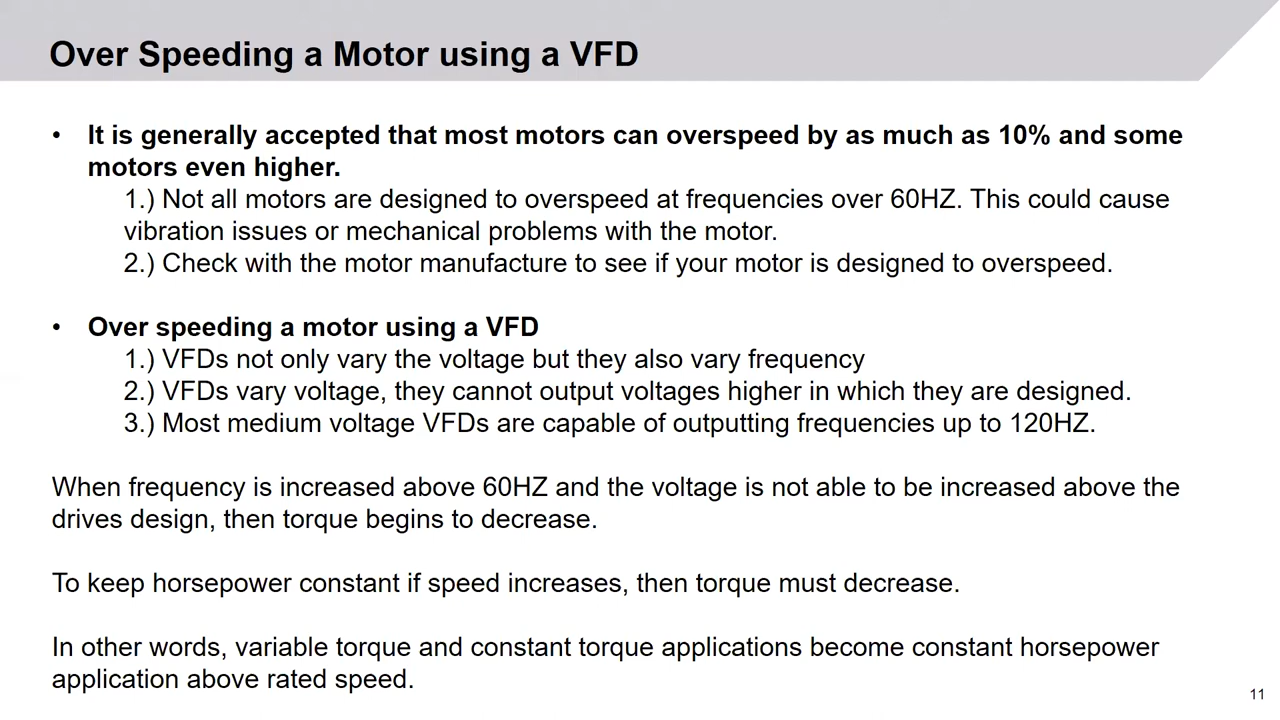 Over Speeding a Motor using a VFD
• It is generally accepted that most motors can overspeed by as much as 10% and some
motors even higher.
1.) Not all motors are designed to overspeed at frequencies over 60HZ. This could cause
vibration issues or mechanical problems with the motor.
2.) Check with the motor manufacture to see if your motor is designed to overspeed.
• Over speeding a motor using a VFD
1.) VFDs not only vary the voltage but they also vary frequency
2.) VFDs vary voltage, they cannot output voltages higher in which they are designed.
3.) Most medium voltage VFDs are capable of outputting frequencies up to 120HZ.
When frequency is increased above 60HZ and the voltage is not able to be increased above the
drives design, then torque begins to decrease.
To keep horsepower constant if speed increases, then torque must decrease.
In other words, variable torque and constant torque applications become constant horsepower
application above rated speed.
11